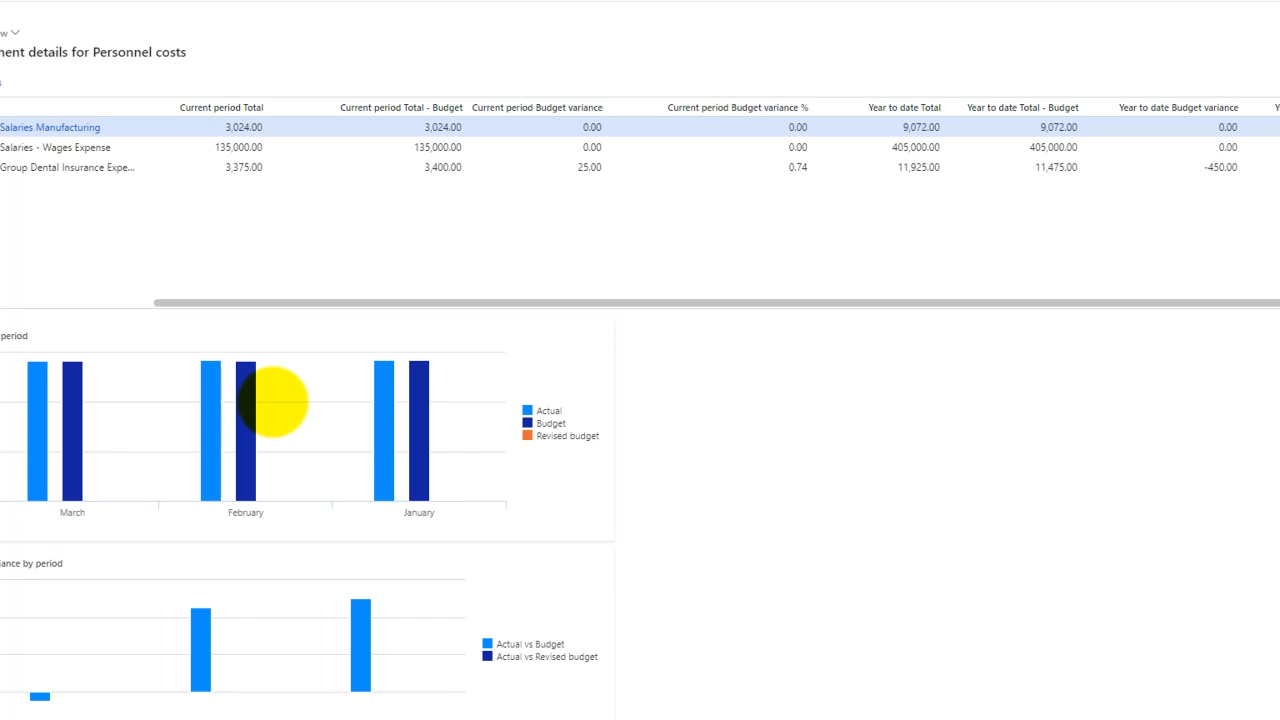 w
nent details for Personnel costs
s
Current period Total Current period Total - Budget Current period Budget variance Current period Budget variance % Year to date Total Year to date Total - Budget Year to date Budget variance Y
Salaries Manufacturing 3,024.00 3,024.00 0.00 0.00 9,072.00 9,072.00 0.00
Salaries - Wages Expense 135,000.00 135,000.00 0.00 0.00 405,000.00 405,000.00 0.00
Group Dental Insurance Expe... 3,375.00 3,400.00 25.00 0.74 11,925.00 11,475.00 -450.00
period
Actual
Budget
Revised budget
March February January
iance by period
Actual vs Budget
Actual vs Revised budget